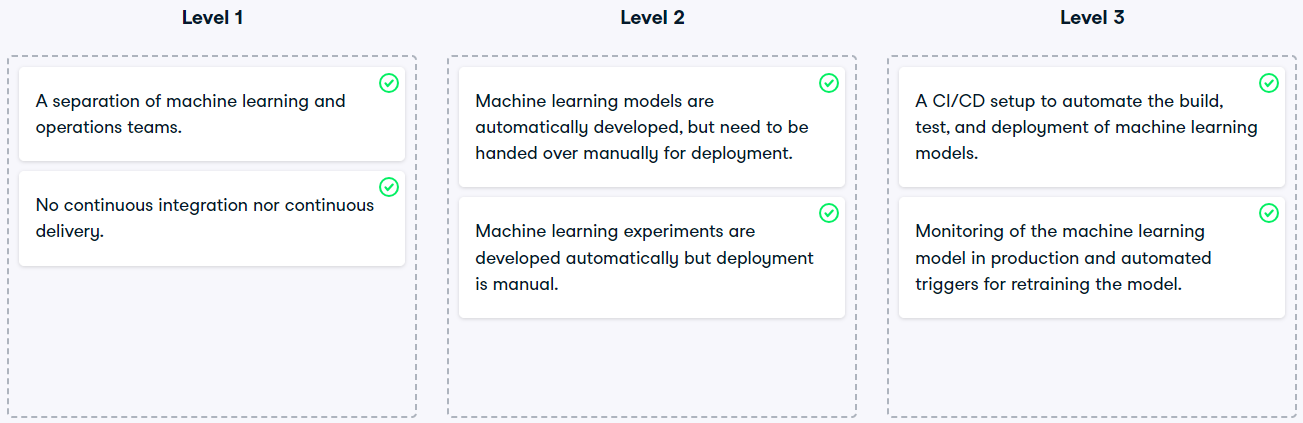 Level 1
A separation of machine learning and
operations teams.
No continuous integration nor continuous
delivery.
Level 2
Machine learning models are
automatically developed, but need to be
handed over manually for deployment.
Machine learning experiments are
developed automatically but deployment
is manual.
Level 3
A CI/CD setup to automate the build,
test, and deployment of machine learning
models.
Monitoring of the machine learning
model in production and automated
triggers for retraining the model.